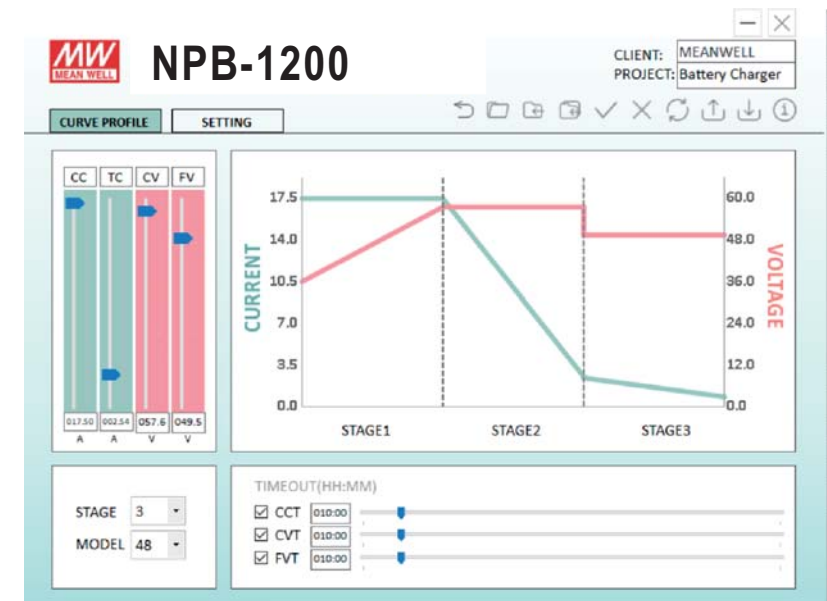 MW
MEAN WELL
NPB-1200
CLIENT: MEANWELL
PROJECT: Battery Charger
CURVE PROFILE SETTING
CC TC CV FV
017.50 002.54 057.6 049.5
A A V V
CURRENT
17.5
14.0
10.5
7.0
3.5
0.0
60.0
48.0
36.0
24.0
12.0
0.0
VOLTAGE
STAGE1 STAGE2 STAGE3
STAGE 3
MODEL 48
TIMEOUT(HH:MM)
CCT 010:00
CVT 010:00
FVT 010:00